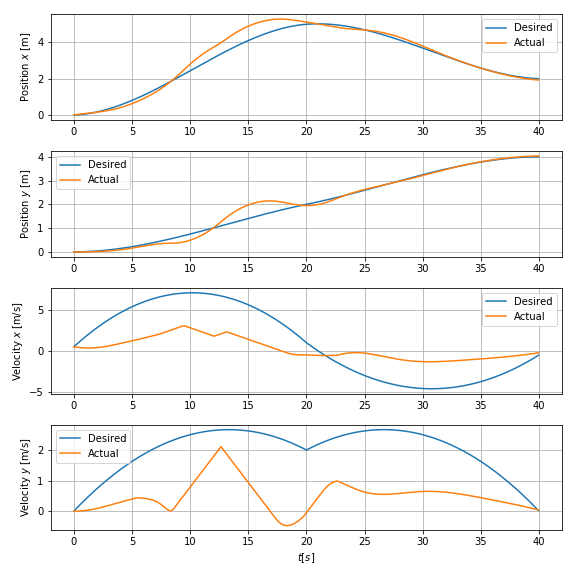 Position x [m]
4
2
0
Desired
Actual
0 5 10 15 20 25 30 35 40
Position y [m]
4
3
2
1
0
Desired
Actual
0 5 10 15 20 25 30 35 40
Velocity x [m/s]
5
0
−5
Desired
Actual
0 5 10 15 20 25 30 35 40
Velocity y [m/s]
2
1
0
Desired
Actual
0 5 10 15 20 25 30 35 40
t[s]